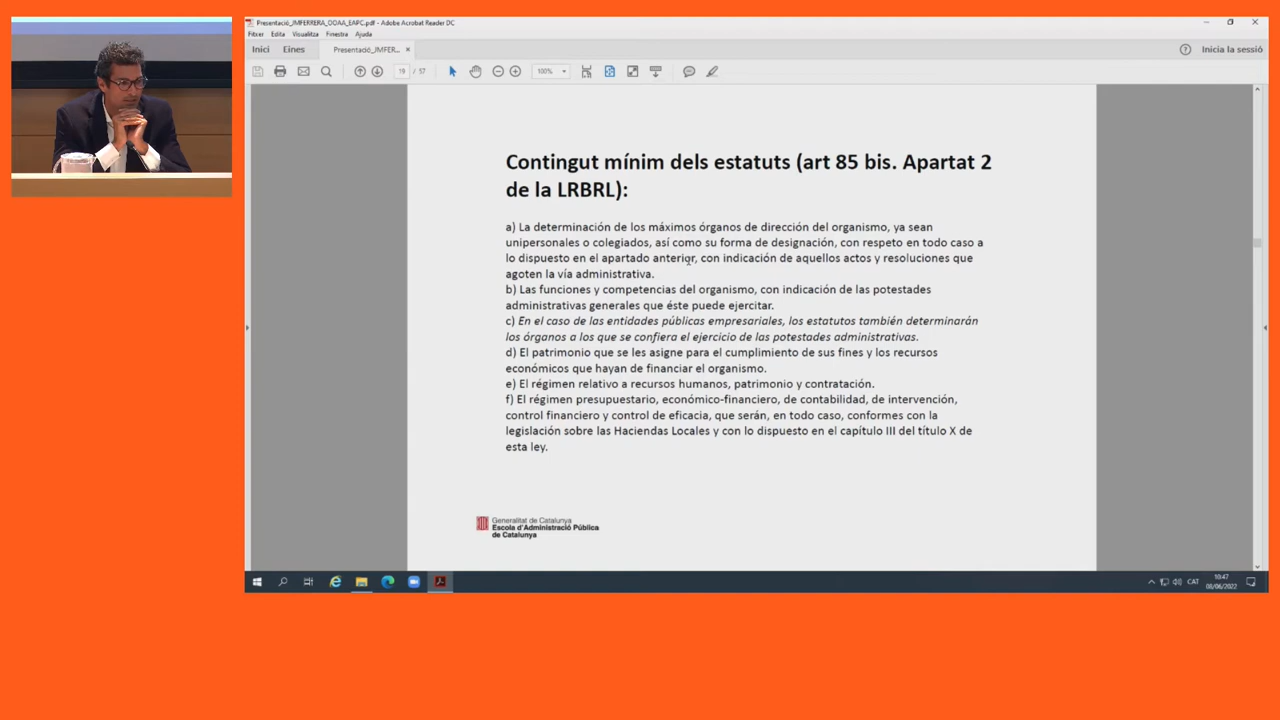 Presentació_JMFERRERA_OOAA_EAPC.pdf - Adobe Acrobat Reader DC
Fitxer Edita Visualitza Finestra Ajuda
Inici Eines Presentació_JMFER... × Inicia la sessió
19 / 57 100%
Contingut mínim dels estatuts (art 85 bis. Apartat 2
de la LRBRL):
a) La determinación de los máximos órganos de dirección del organismo, ya sean
unipersonales o colegiados, así como su forma de designación, con respeto en todo caso a
lo dispuesto en el apartado anterior, con indicación de aquellos actos y resoluciones que
agoten la vía administrativa.
b) Las funciones y competencias del organismo, con indicación de las potestades
administrativas generales que éste puede ejercitar.
c) En el caso de las entidades públicas empresariales, los estatutos también determinarán
los órganos a los que se confiera el ejercicio de las potestades administrativas.
d) El patrimonio que se les asigne para el cumplimiento de sus fines y los recursos
económicos que hayan de financiar el organismo.
e) El régimen relativo a recursos humanos, patrimonio y contratación.
f) El régimen presupuestario, económico-financiero, de contabilidad, de intervención,
control financiero y control de eficacia, que serán, en todo caso, conformes con la
legislación sobre las Haciendas Locales y con lo dispuesto en el capítulo III del título X de
esta ley.
Generalitat de Catalunya
Escola d'Administració Pública
de Catalunya
CAT
10:47
08/06/2022